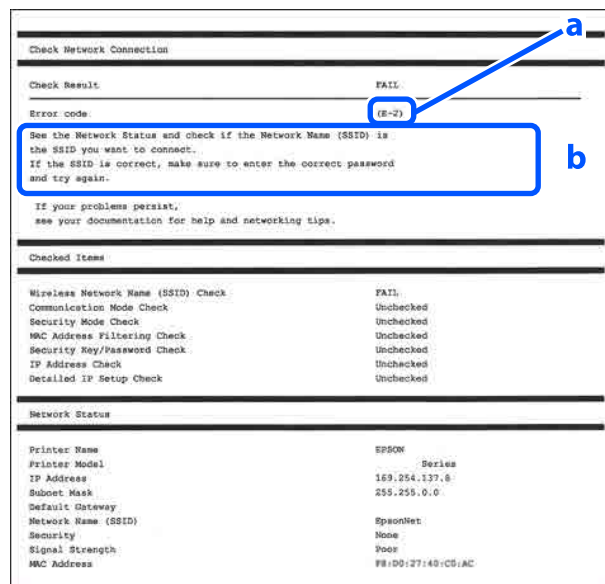 a
Check Network Connection
Check Result FAIL
Error code (E-2)
b
See the Network Status and check if the Network Name (SSID) is
the SSID you want to connect.
If the SSID is correct, make sure to enter the correct password
and try again.
If your problems persist,
see your documentation for help and networking tips.
Checked Items
Wireless Network Name (SSID) Check FAIL
Communication Mode Check Unchecked
Security Mode Check Unchecked
MAC Address Filtering Check Unchecked
Security Key/Password Check Unchecked
IP Address Check Unchecked
Detailed IP Setup Check Unchecked
Network Status
Printer Name EPSON
Printer Model Series
IP Address 169.254.137.8
Subnet Mask 255.255.0.0
Default Gateway
Network Name (SSID) EpsonNet
Security None
Signal Strength Poor
MAC Address F8:D0:27:40:C5:AC